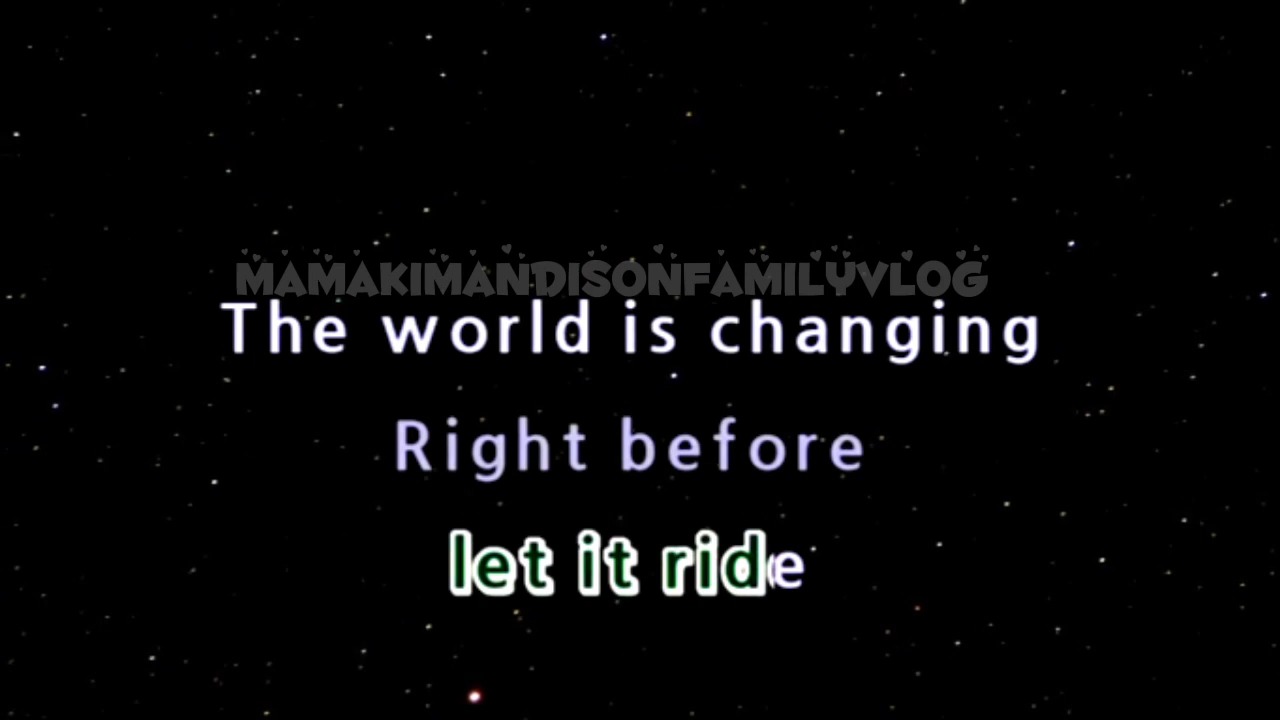 MAMAKIMANDISONFAMILYVLOG
The world is changing
Right before
let it ride